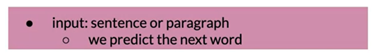 ● input: sentence or paragraph
○ we predict the next word